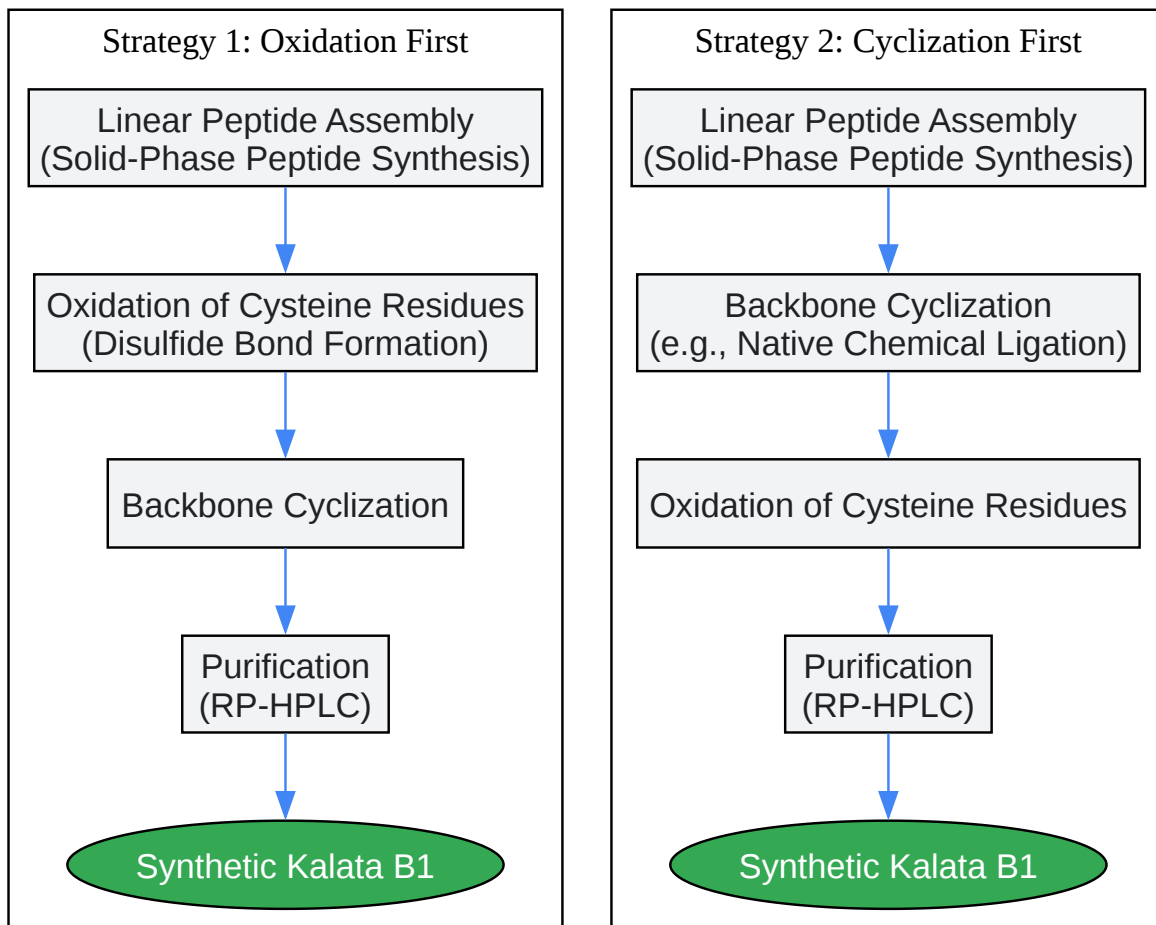 Strategy 1: Oxidation First
Linear Peptide Assembly
(Solid-Phase Peptide Synthesis)
Oxidation of Cysteine Residues
(Disulfide Bond Formation)
Backbone Cyclization
Purification
(RP-HPLC)
Synthetic Kalata B1
Strategy 2: Cyclization First
Linear Peptide Assembly
(Solid-Phase Peptide Synthesis)
Backbone Cyclization
(e.g., Native Chemical Ligation)
Oxidation of Cysteine Residues
Purification
(RP-HPLC)
Synthetic Kalata B1